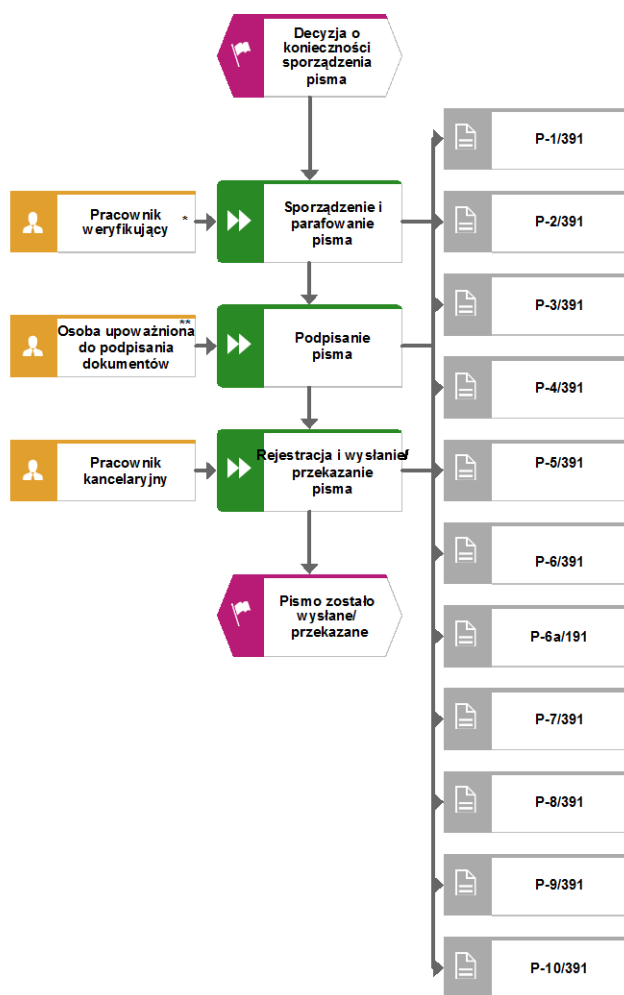 Decyzja o
konieczności
sporządzenia
pisma
P-1/391
Pracownik *
weryfikujący
Sporządzenie i
parafowanie
pisma
P-2/391
P-3/391
**
Osoba upoważniona
do podpisania
dokumentów
Podpisanie
pisma
P-4/391
Pracownik
kancelaryjny
Rejestracja i wysłanie/
przekazanie
pisma
P-5/391
P-6/391
Pismo zostało
wysłane/
przekazane
P-6a/191
P-7/391
P-8/391
P-9/391
P-10/391